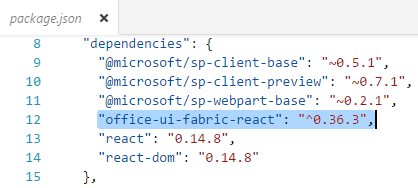 package.json ×
8 "dependencies": {
9 "@microsoft/sp-client-base": "~0.5.1",
10 "@microsoft/sp-client-preview": "~0.7.1",
11 "@microsoft/sp-webpart-base": "~0.2.1",
12 "office-ui-fabric-react": "^0.36.3",
13 "react": "0.14.8",
14 "react-dom": "0.14.8"
15 },